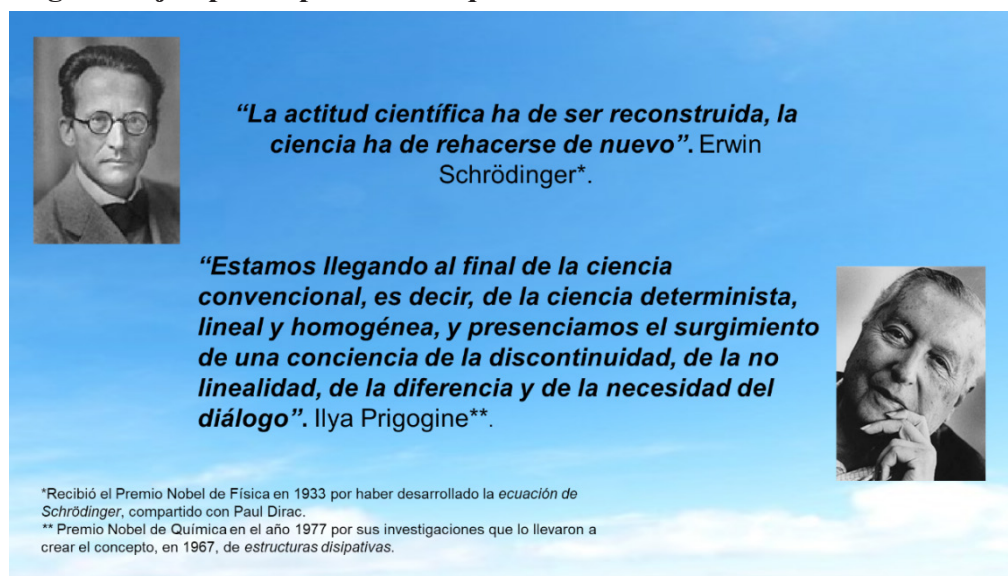 “La actitud científica ha de ser reconstruida, la
ciencia ha de rehacerse de nuevo”. Erwin
Schrödinger*.
“Estamos llegando al final de la ciencia
convencional, es decir, de la ciencia determinista,
lineal y homogénea, y presenciamos el surgimiento
de una conciencia de la discontinuidad, de la no
linealidad, de la diferencia y de la necesidad del
diálogo”. Ilya Prigogine**.
*Recibió el Premio Nobel de Física en 1933 por haber desarrollado la ecuación de
Schrödinger, compartido con Paul Dirac.
** Premio Nobel de Química en el año 1977 por sus investigaciones que lo llevaron a
crear el concepto, en 1967, de estructuras disipativas.